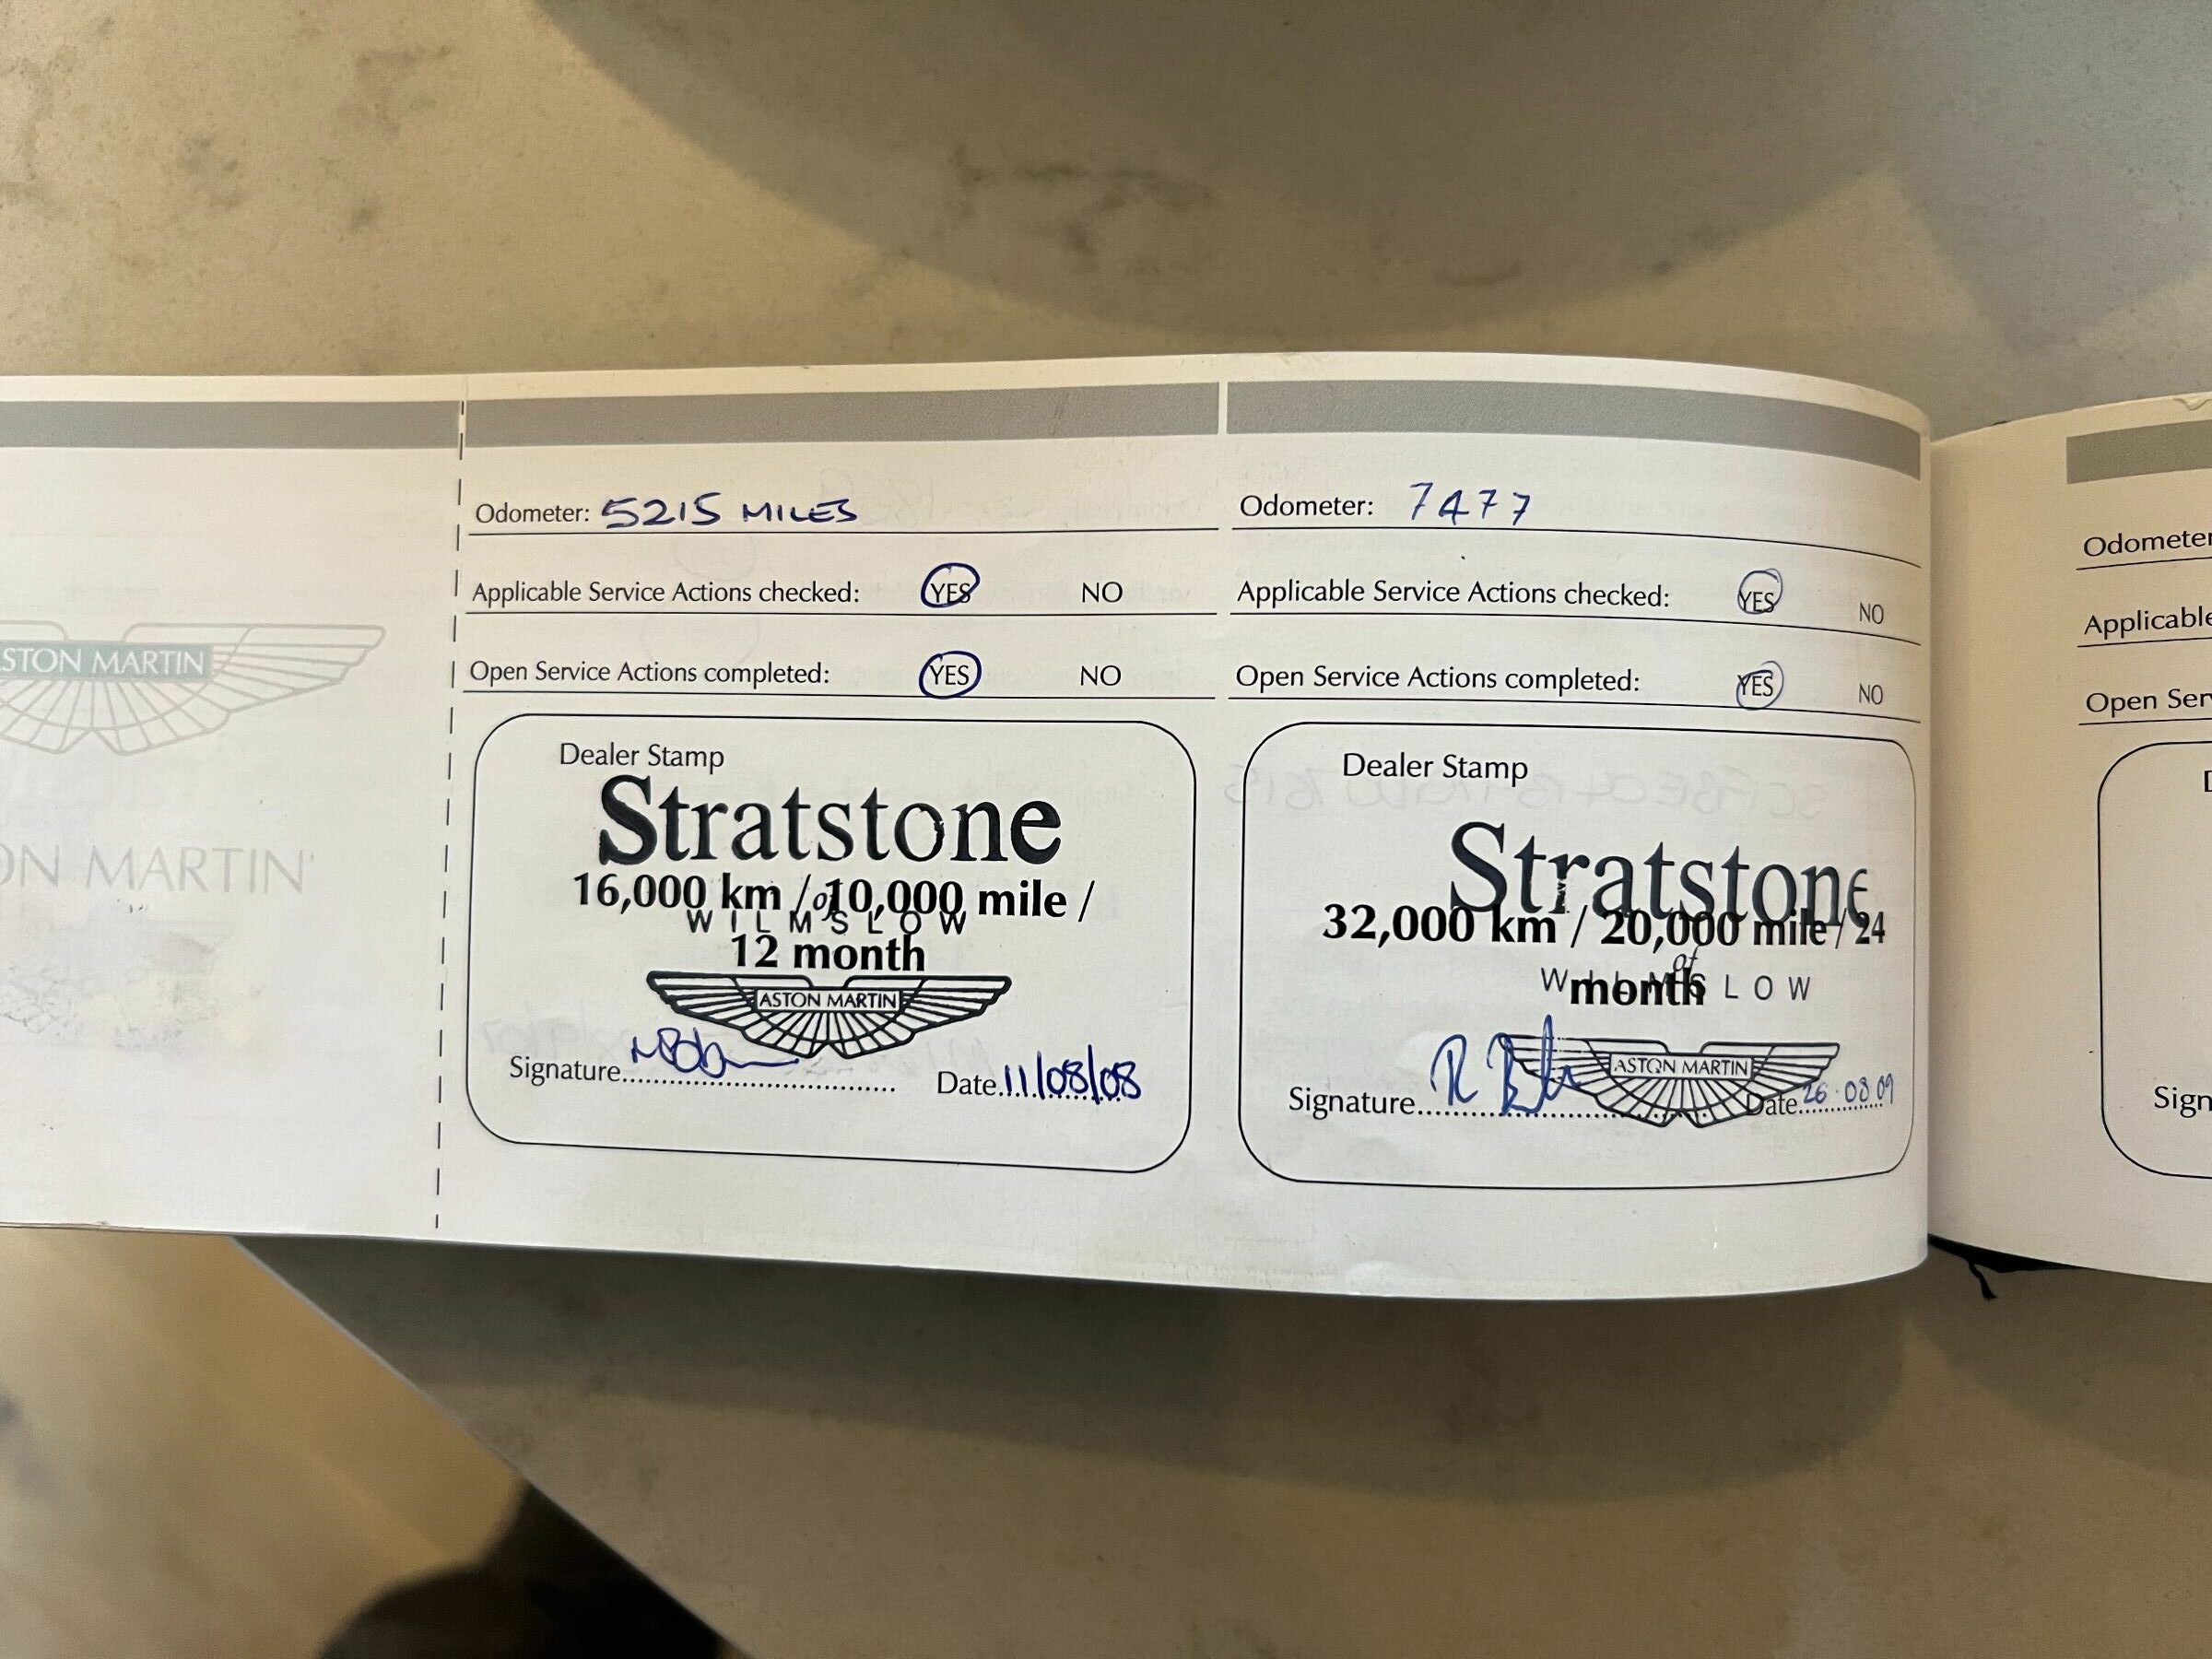 STON MARTIN
ON MARTIN
Odometer: 5215 MILES
Applicable Service Actions checked: YES NO
Open Service Actions completed: YES NO
Dealer Stamp
Stratstone
16,000 km / 10,000 mile /
of
WILMSLOW
12 month
ASTON MARTIN
Signature Date 11/08/08
Odometer: 7477
Applicable Service Actions checked: YES NO
Open Service Actions completed: YES NO
Dealer Stamp
Stratstone
32,000 km / 20,000 mile / 24
of
WILMSLOW
month
ASTON MARTIN
Signature Date 26.08.09
Odometer
Applicable
Open Ser
D
Sign